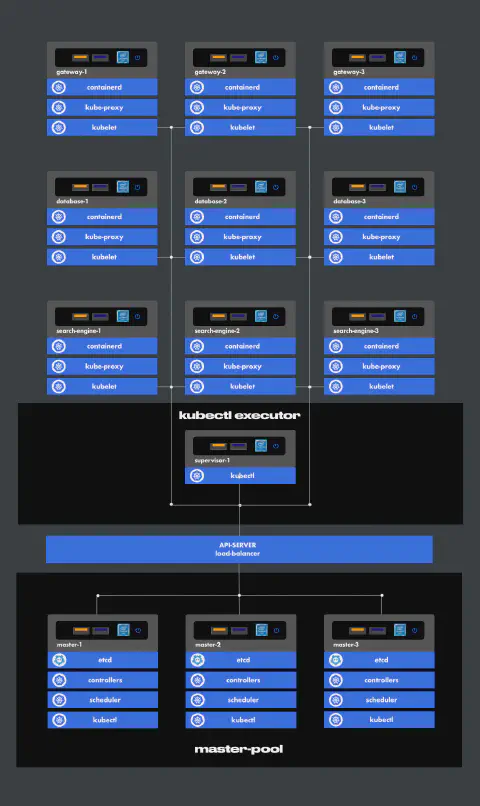 gateway-1
containerd
kube-proxy
kubelet
gateway-2
containerd
kube-proxy
kubelet
gateway-3
containerd
kube-proxy
kubelet
database-1
containerd
kube-proxy
kubelet
database-2
containerd
kube-proxy
kubelet
database-3
containerd
kube-proxy
kubelet
search-engine-1
containerd
kube-proxy
kubelet
search-engine-2
containerd
kube-proxy
kubelet
search-engine-3
containerd
kube-proxy
kubelet
kubectl executor
supervisor-1
kubectl
API-SERVER
load-balancer
master-1
etcd
controllers
scheduler
kubectl
master-2
etcd
controllers
scheduler
kubectl
master-3
etcd
controllers
scheduler
kubectl
master-pool